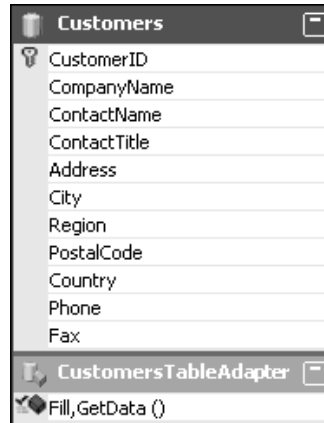 Customers
CustomerID
CompanyName
ContactName
ContactTitle
Address
City
Region
PostalCode
Country
Phone
Fax
CustomersTableAdapter
Fill,GetData ()